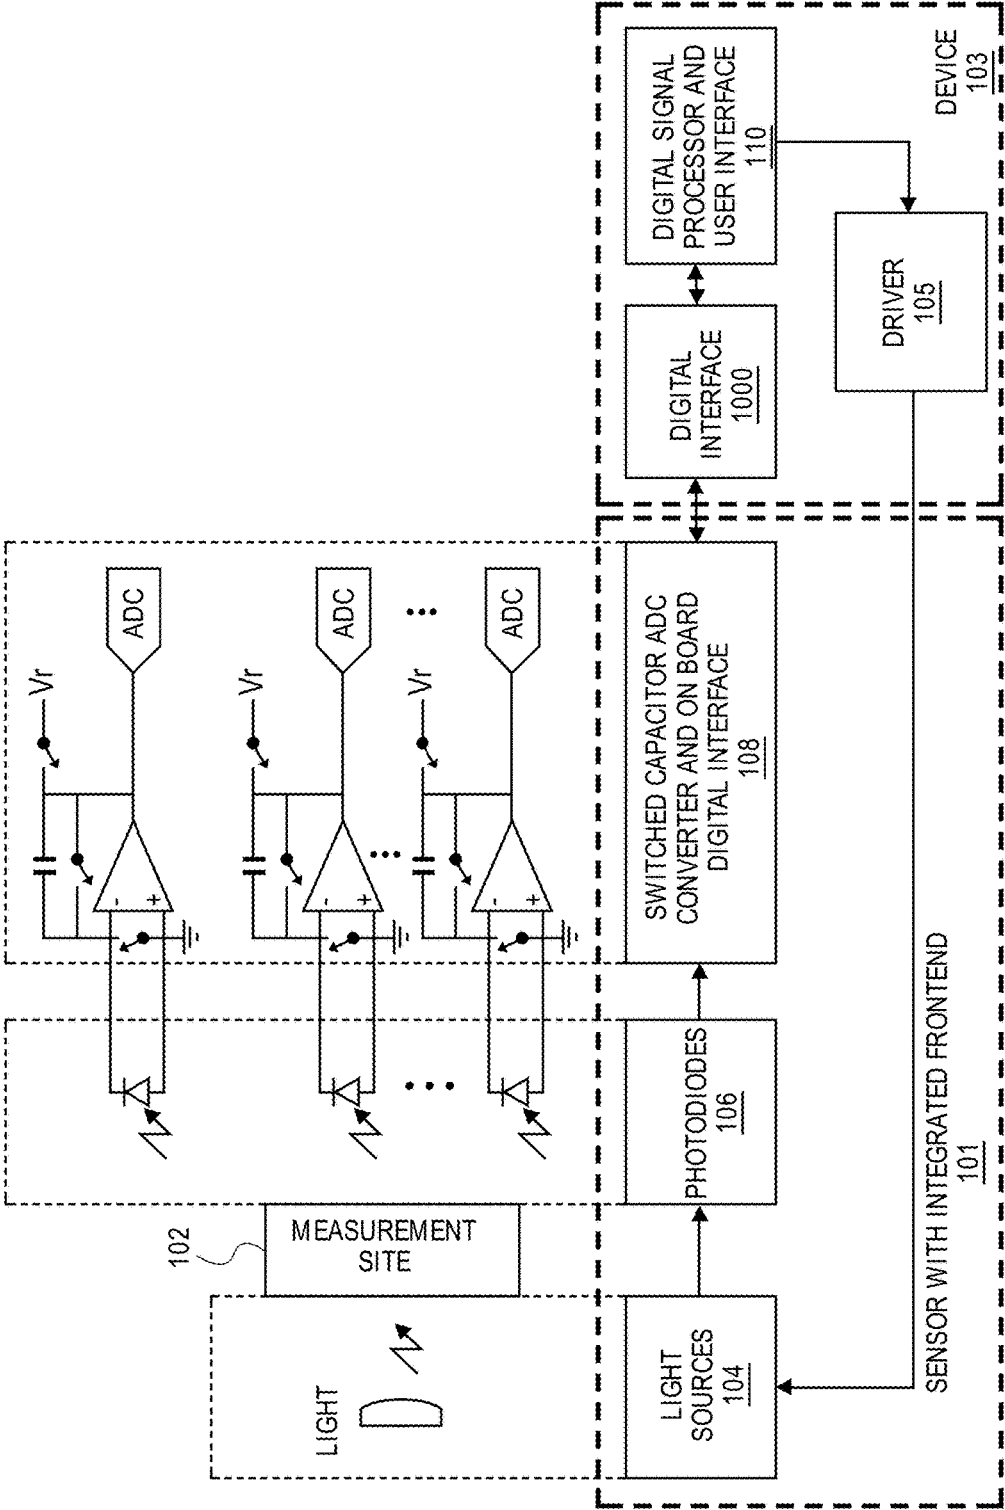 LIGHT
102
MEASUREMENT
SITE
-
+
Vr
ADC
-
+
Vr
ADC
-
+
Vr
ADC
LIGHT
SOURCES
104
PHOTODIODES
106
SWITCHED CAPACITOR ADC
CONVERTER AND ON BOARD
DIGITAL INTERFACE
108
DIGITAL
INTERFACE
1000
DIGITAL SIGNAL
PROCESSOR AND
USER INTERFACE
110
DRIVER
105
SENSOR WITH INTEGRATED FRONTEND
101
DEVICE
103